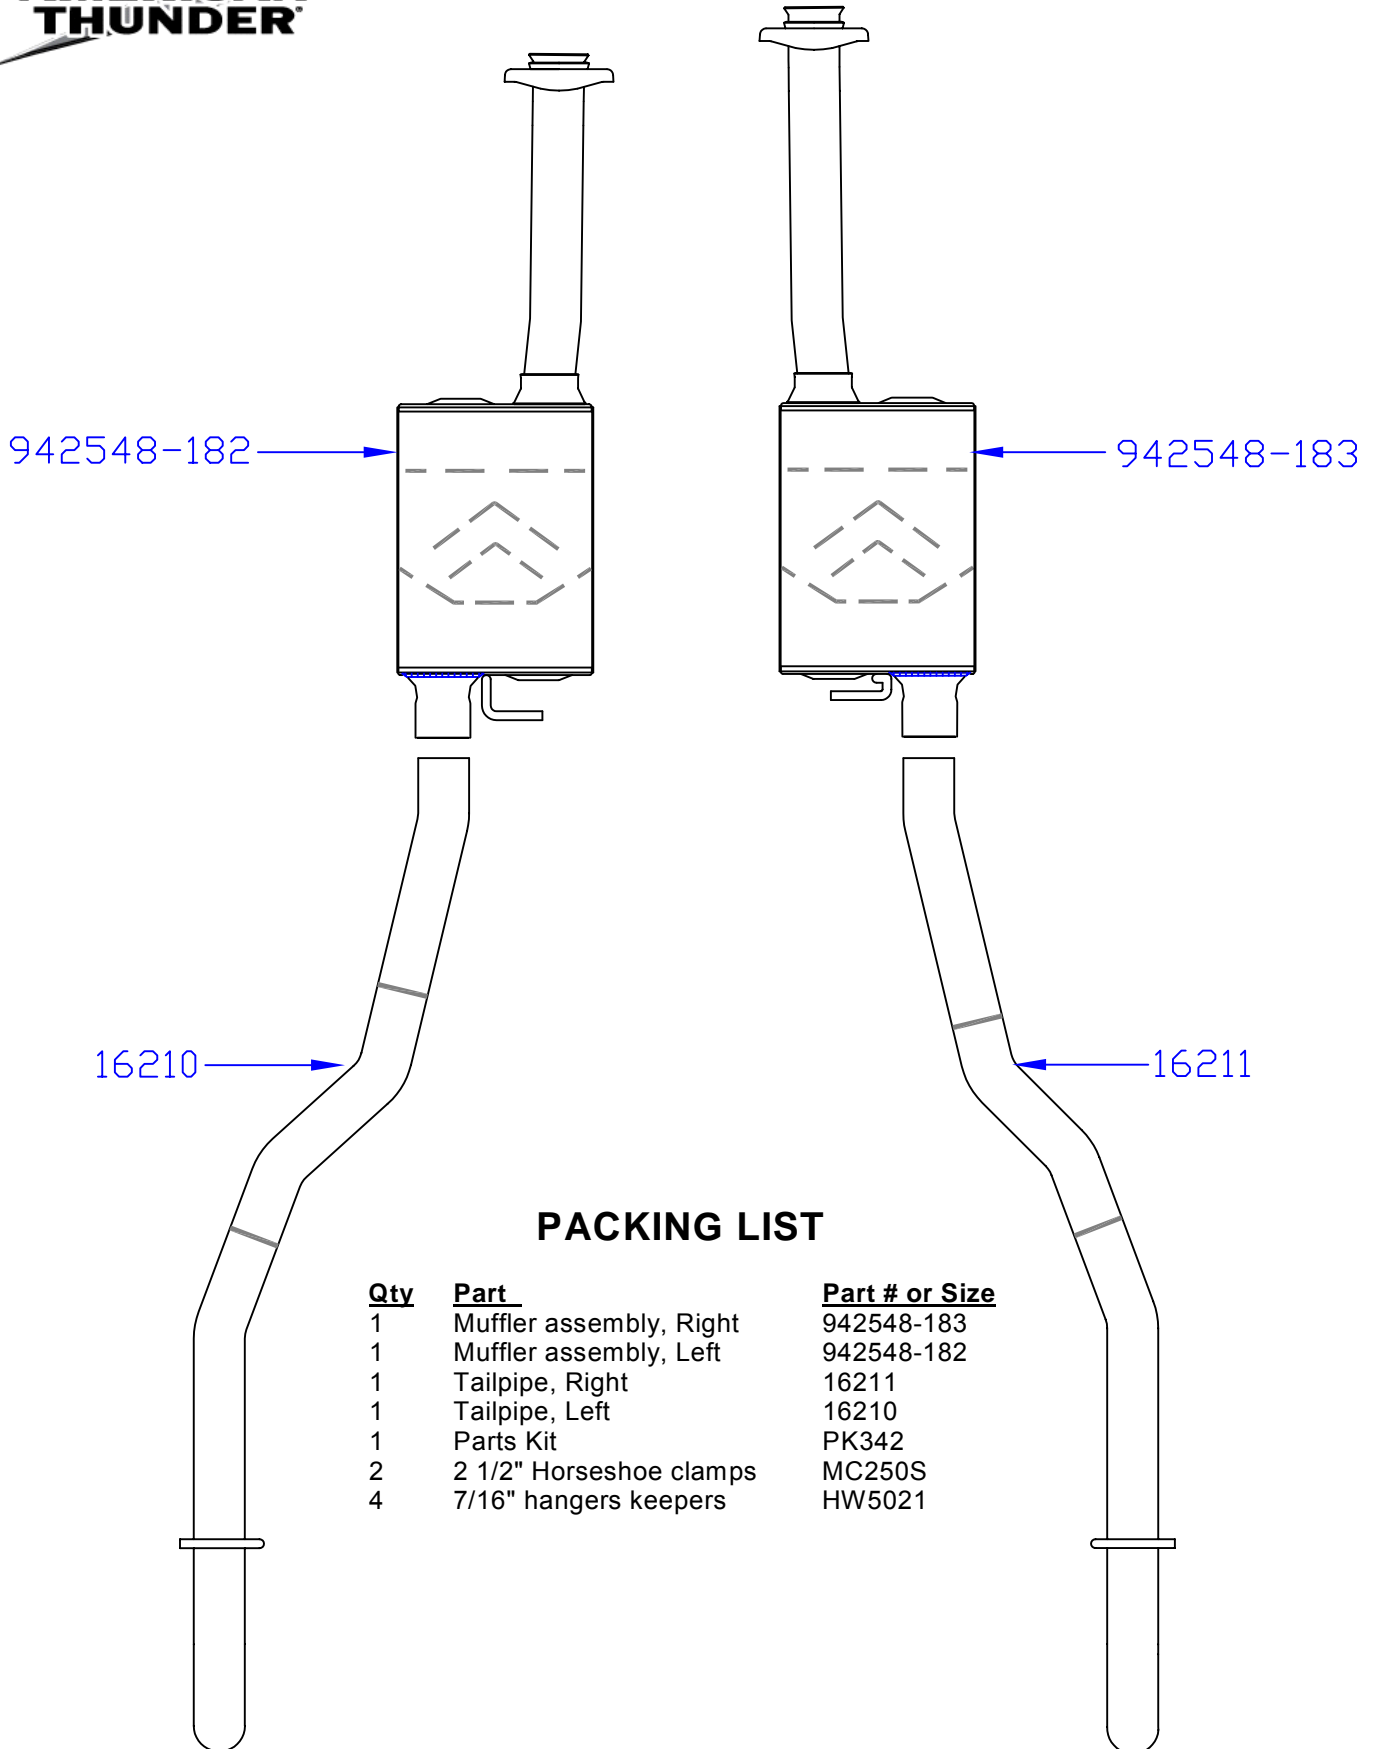 THUNDER
942548-182
942548-183
16210
16211
PACKING LIST
Qty Part Part # or Size
1 Muffler assembly, Right 942548-183
1 Muffler assembly, Left 942548-182
1 Tailpipe, Right 16211
1 Tailpipe, Left 16210
1 Parts Kit PK342
2 2 1/2" Horseshoe clamps MC250S
4 7/16" hangers keepers HW5021